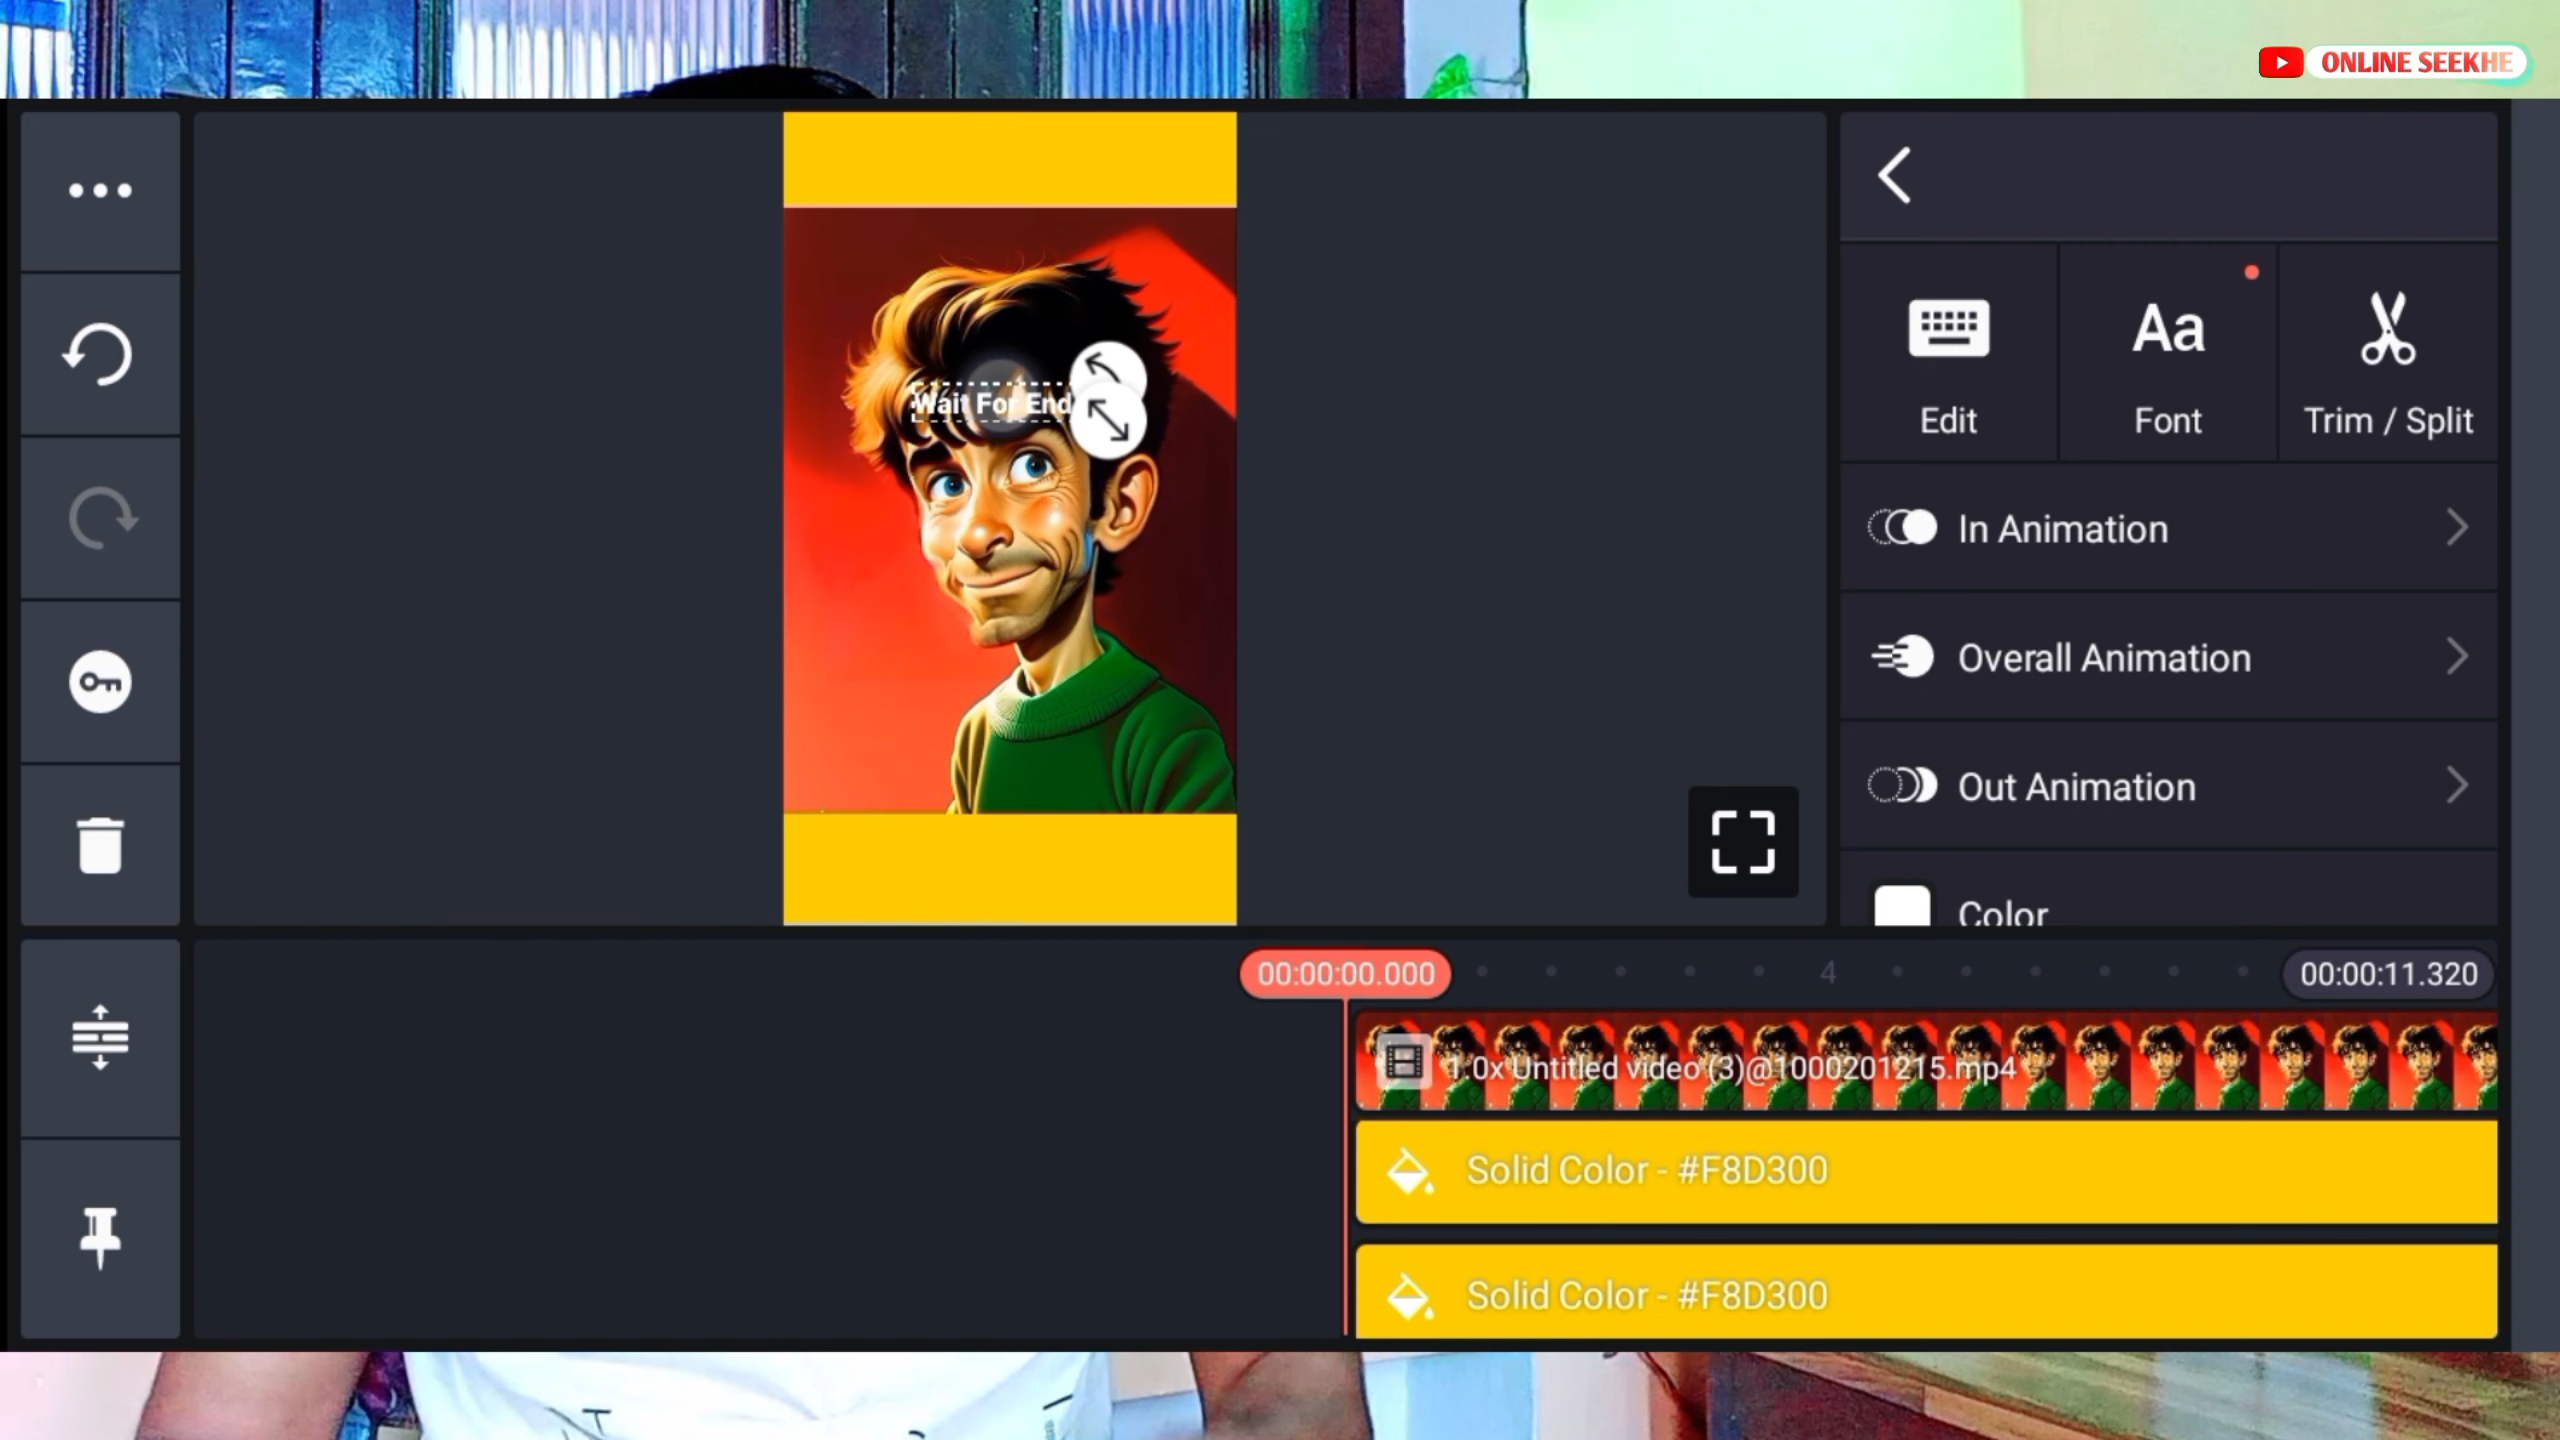 ONLINE SEEKHE
Wait For End
Edit
Aa
Font
Trim / Split
In Animation
Overall Animation
Out Animation
Color
00:00:00.000
4
00:00:11.320
1.0x Untitled video (3)@1000201215.mp4
Solid Color - #F8D300
Solid Color - #F8D300